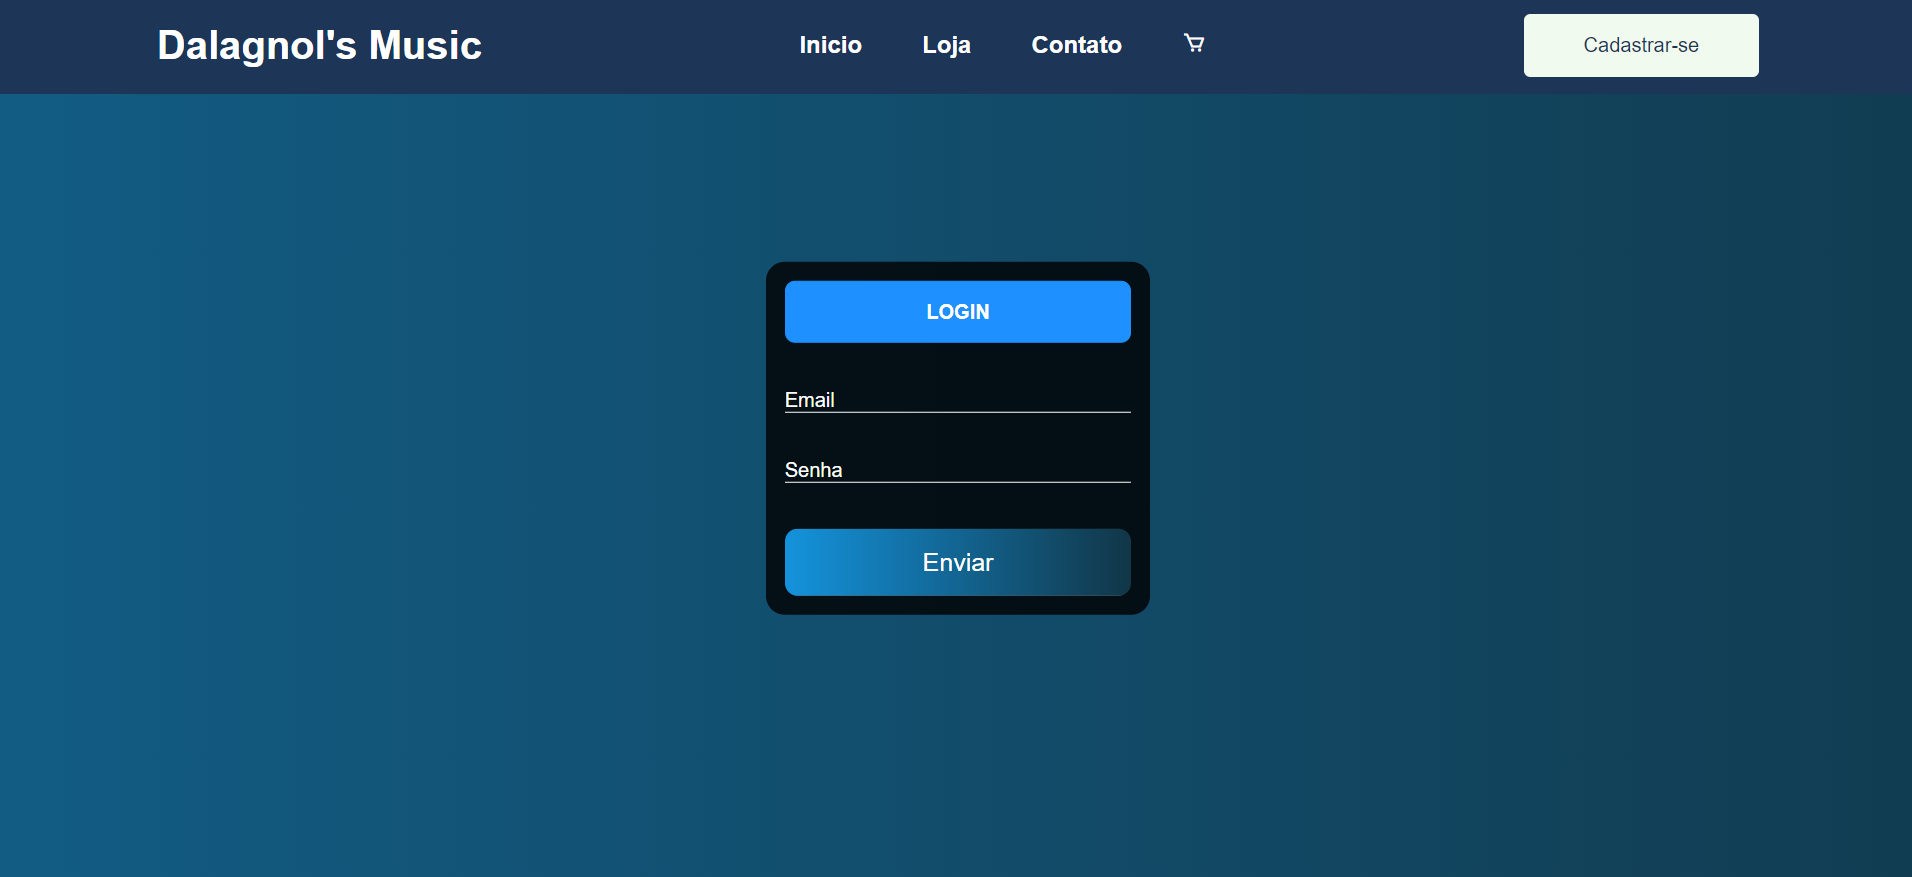 Dalagnol's Music
Inicio
Loja
Contato
Cadastrar-se
LOGIN
Email
Senha
Enviar